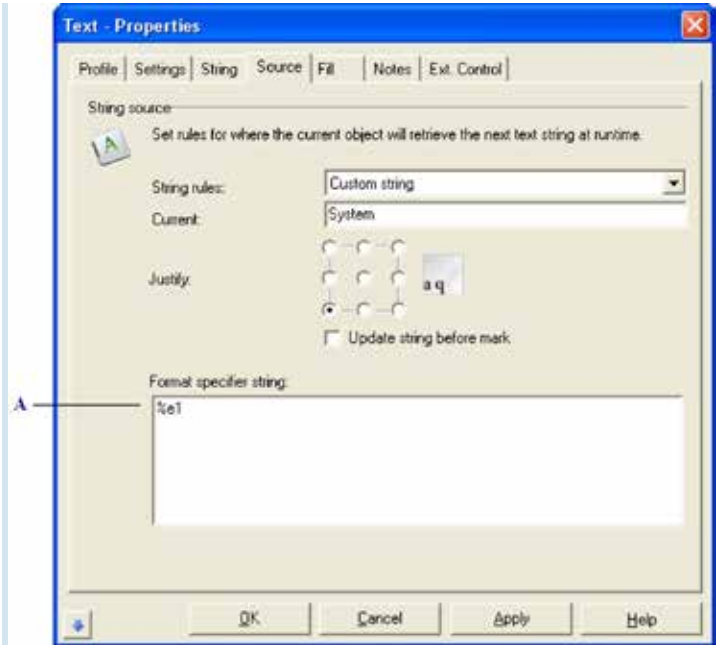 Text - Properties
Profile Settings String Source Fill Notes Ext. Control
String source
A
Set rules for where the current object will retrieve the next text string at runtime.
String rules: Custom string
Current: System
Justify: a q
Update string before mark
Format specifier string:
A %e1
OK Cancel Apply Help